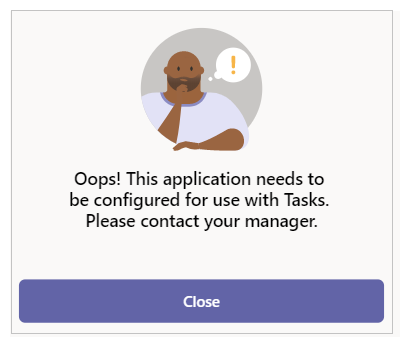 Oops! This application needs to
be configured for use with Tasks.
Please contact your manager.
Close